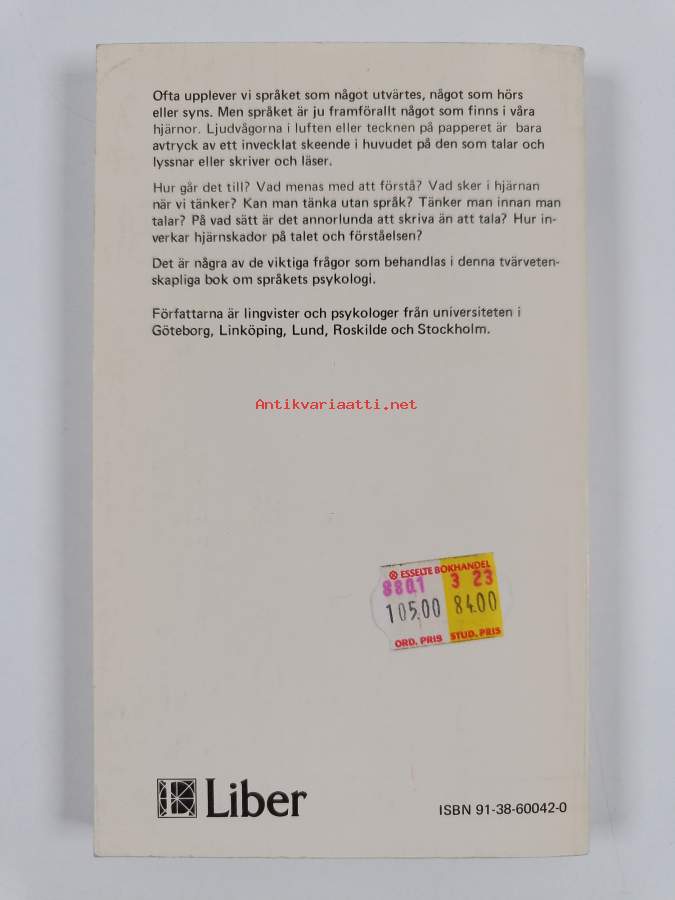 Ofta upplever vi språket som något utvärtes, något som hörs
eller syns. Men språket är ju framförallt något som finns i våra
hjärnor. Ljudvågorna i luften eller tecknen på papperet är bara
avtryck av ett invecklat skeende i huvudet på den som talar och
lyssnar eller skriver och läser.
Hur går det till? Vad menas med att förstå? Vad sker i hjärnan
när vi tänker? Kan man tänka utan språk? Tänker man innan man
talar? På vad sätt är det annorlunda att skriva än att tala? Hur in-
verkar hjärnskador på talet och förståelsen?
Det är några av de viktiga frågor som behandlas i denna tvärveten-
skapliga bok om språkets psykologi.
Författarna är lingvister och psykologer från universiteten i
Göteborg, Linköping, Lund, Roskilde och Stockholm.
Antikvariaatti.net
ESSELTE BOKHANDEL
8801 3 23
105.00 84.00
ORD. PRIS STUD. PRIS
Liber
ISBN 91-38-60042-0